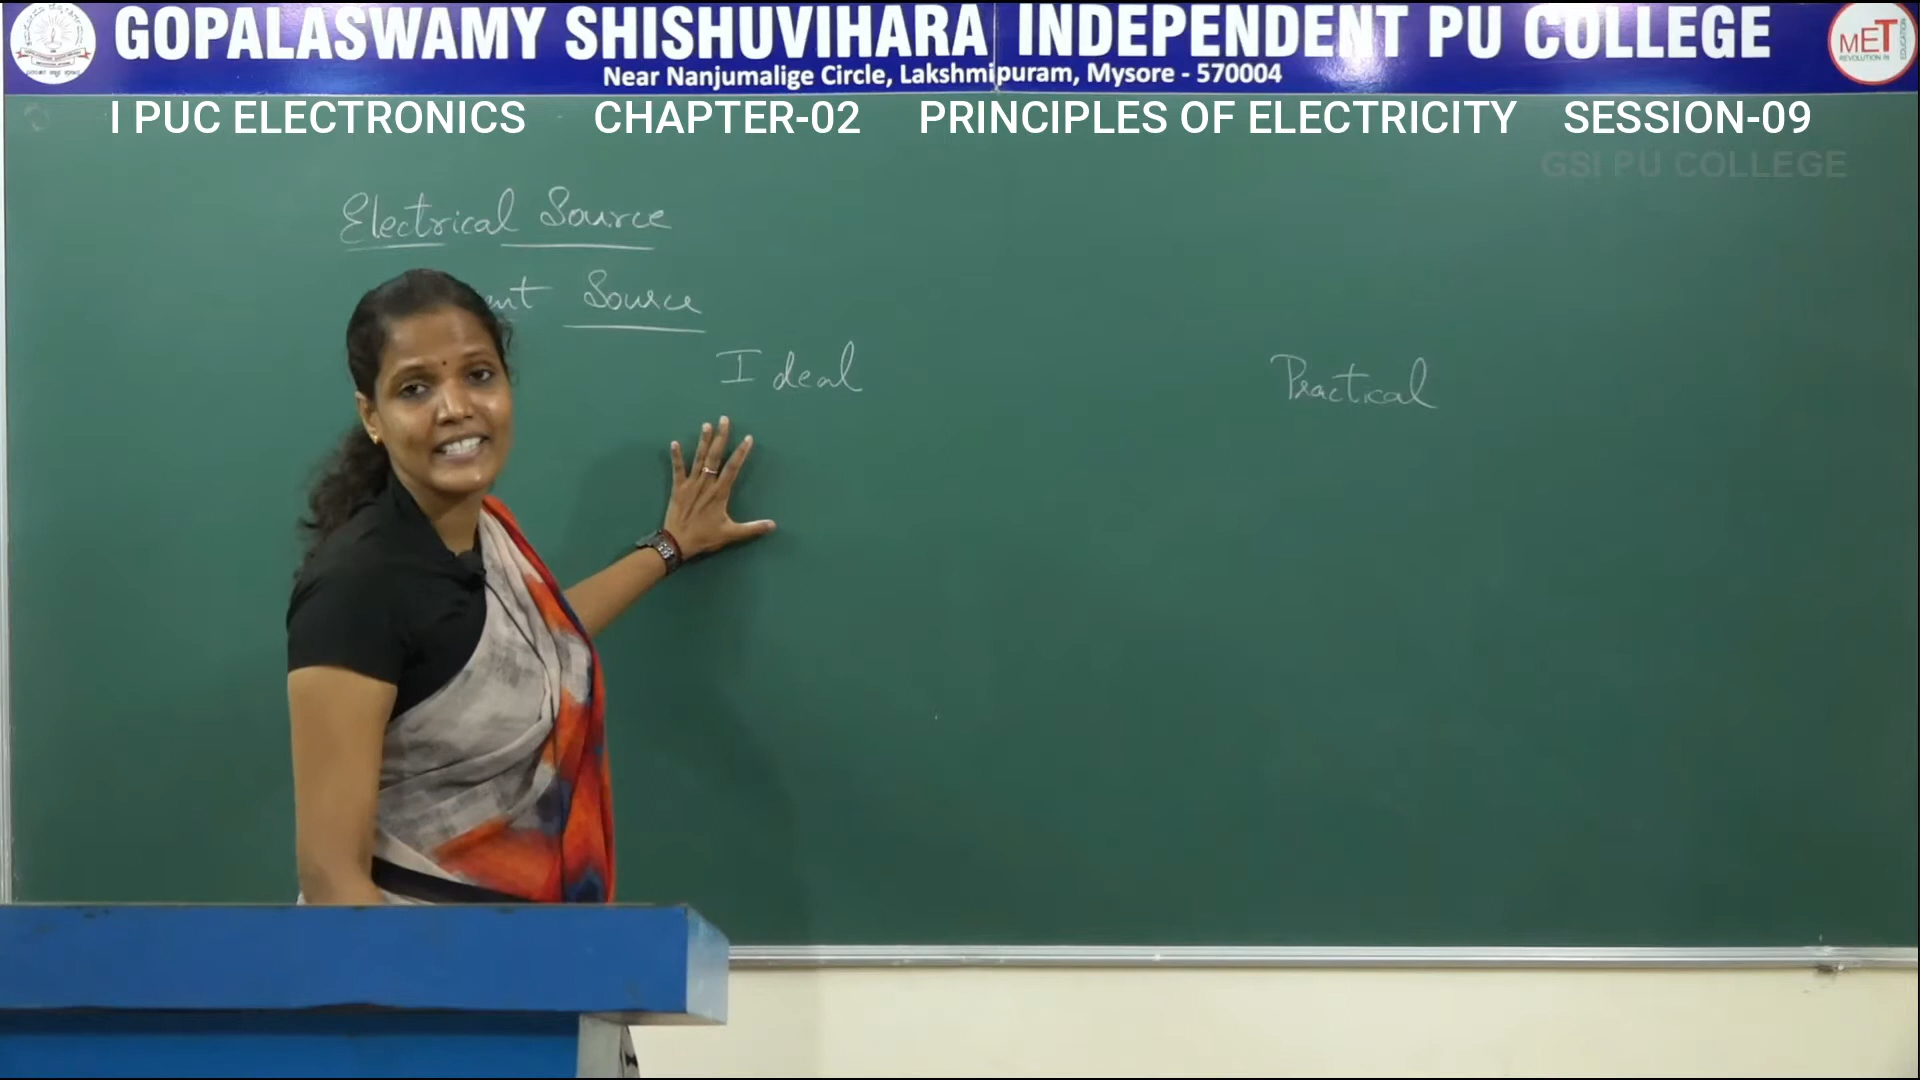 GOPALASWAMY SHISHUVIHARA INDEPENDENT PU COLLEGE
Near Nanjumalige Circle, Lakshmipuram, Mysore - 570004
MET
I PUC ELECTRONICS CHAPTER-02 PRINCIPLES OF ELECTRICITY SESSION-09
GSI PU COLLEGE
Electrical Source
Source
Ideal
Practical